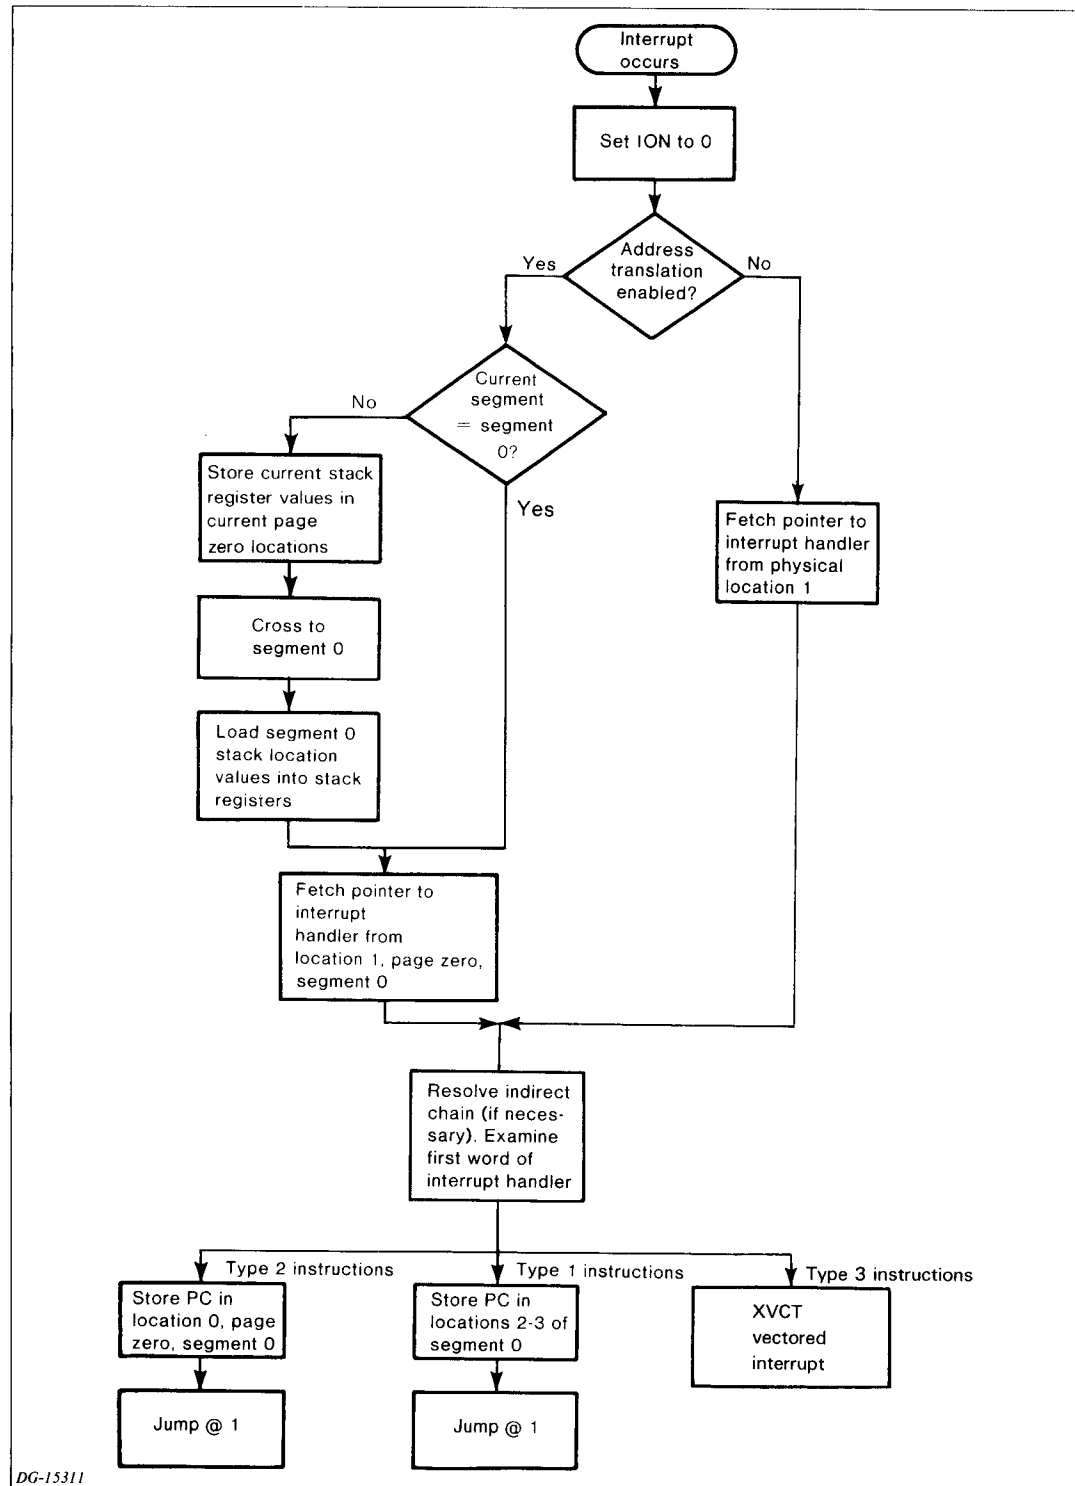 Interrupt
occurs
Set ION to 0
Address
translation
enabled?
Yes
No
Current
segment
= segment
0?
No
Yes
Store current stack
register values in
current page
zero locations
Fetch pointer to
interrupt handler
from physical
location 1
Cross to
segment 0
Load segment 0
stack location
values into stack
registers
Fetch pointer to
interrupt
handler from
location 1, page zero,
segment 0
Resolve indirect
chain (if neces-
sary). Examine
first word of
interrupt handler
Type 2 instructions
Type 1 instructions
Type 3 instructions
Store PC in
location 0, page
zero, segment 0
Store PC in
locations 2-3 of
segment 0
XVCT
vectored
interrupt
Jump @ 1
Jump @ 1
DG-15311